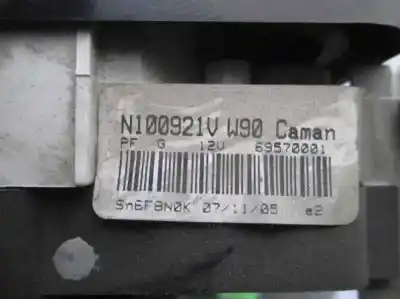 N100921V W90 Caman
PF G 12V 69570001
SnEF8N0K 07/11/05 e2